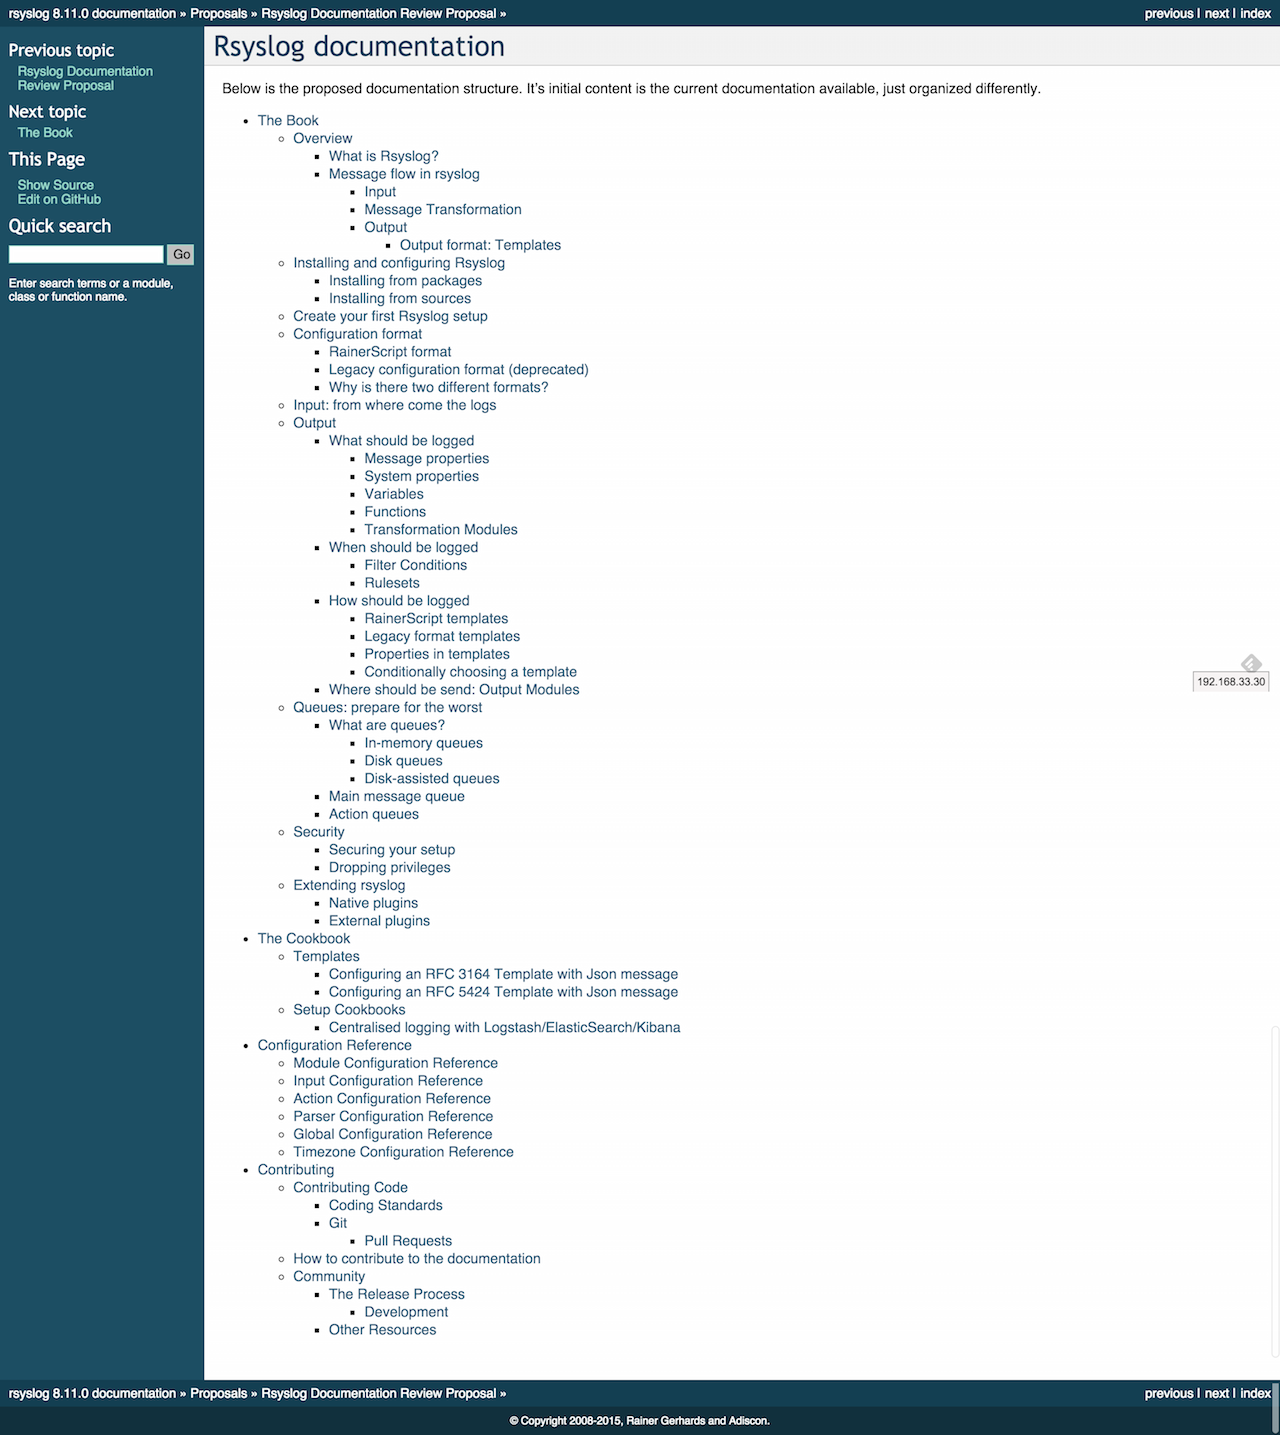 rsyslog 8.11.0 documentation » Proposals » Rsyslog Documentation Review Proposal »
previous | next | index
Previous topic
Rsyslog Documentation
Review Proposal
Next topic
The Book
This Page
Show Source
Edit on GitHub
Quick search
Go
Enter search terms or a module,
class or function name.
Rsyslog documentation
Below is the proposed documentation structure. It’s initial content is the current documentation available, just organized differently.
The Book
Overview
What is Rsyslog?
Message flow in rsyslog
Input
Message Transformation
Output
Output format: Templates
Installing and configuring Rsyslog
Installing from packages
Installing from sources
Create your first Rsyslog setup
Configuration format
RainerScript format
Legacy configuration format (deprecated)
Why is there two different formats?
Input: from where come the logs
Output
What should be logged
Message properties
System properties
Variables
Functions
Transformation Modules
When should be logged
Filter Conditions
Rulesets
How should be logged
RainerScript templates
Legacy format templates
Properties in templates
Conditionally choosing a template
Where should be send: Output Modules
Queues: prepare for the worst
What are queues?
In-memory queues
Disk queues
Disk-assisted queues
Main message queue
Action queues
Security
Securing your setup
Dropping privileges
Extending rsyslog
Native plugins
External plugins
The Cookbook
Templates
Configuring an RFC 3164 Template with Json message
Configuring an RFC 5424 Template with Json message
Setup Cookbooks
Centralised logging with Logstash/ElasticSearch/Kibana
Configuration Reference
Module Configuration Reference
Input Configuration Reference
Action Configuration Reference
Parser Configuration Reference
Global Configuration Reference
Timezone Configuration Reference
Contributing
Contributing Code
Coding Standards
Git
Pull Requests
How to contribute to the documentation
Community
The Release Process
Development
Other Resources
192.168.33.30
rsyslog 8.11.0 documentation » Proposals » Rsyslog Documentation Review Proposal »
previous | next | index
© Copyright 2008-2015, Rainer Gerhards and Adiscon.